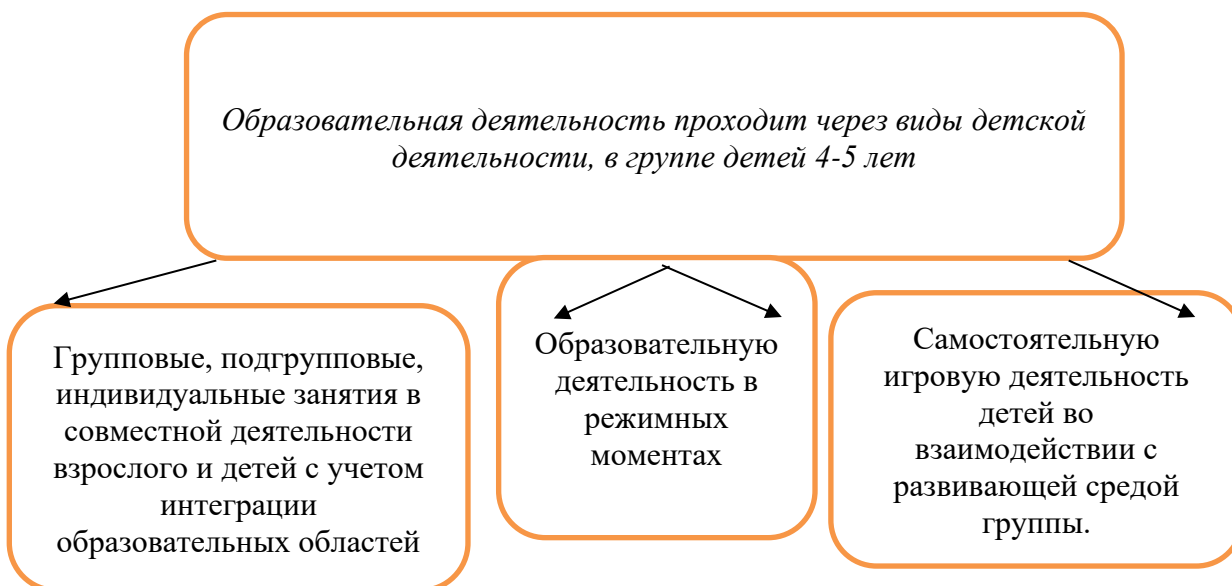 Образовательная деятельность проходит через виды детской
деятельности, в группе детей 4-5 лет
Групповые, подгрупповые,
индивидуальные занятия в
совместной деятельности
взрослого и детей с учетом
интеграции
образовательных областей
Образовательную
деятельность в
режимных
моментах
Самостоятельную
игровую деятельность
детей во
взаимодействии с
развивающей средой
группы.